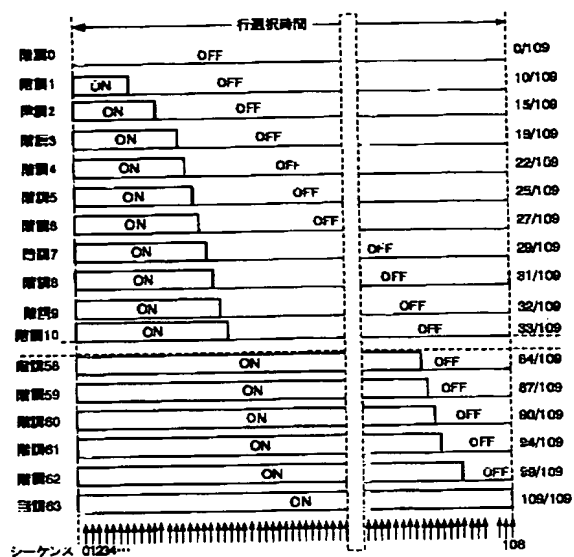 行選択時間
階調0 OFF 0/109
階調1 ON OFF 10/109
階調2 ON OFF 15/109
階調3 ON OFF 19/109
階調4 ON OFF 22/109
階調5 ON OFF 25/109
階調6 ON OFF 27/109
階調7 ON OFF 29/109
階調8 ON OFF 31/109
階調9 ON OFF 32/109
階調10 ON OFF 33/109
階調58 ON OFF 84/109
階調59 ON OFF 87/109
階調60 ON OFF 90/109
階調61 ON OFF 94/109
階調62 ON OFF 99/109
階調63 ON 109/109
シーケンス 01234… 108